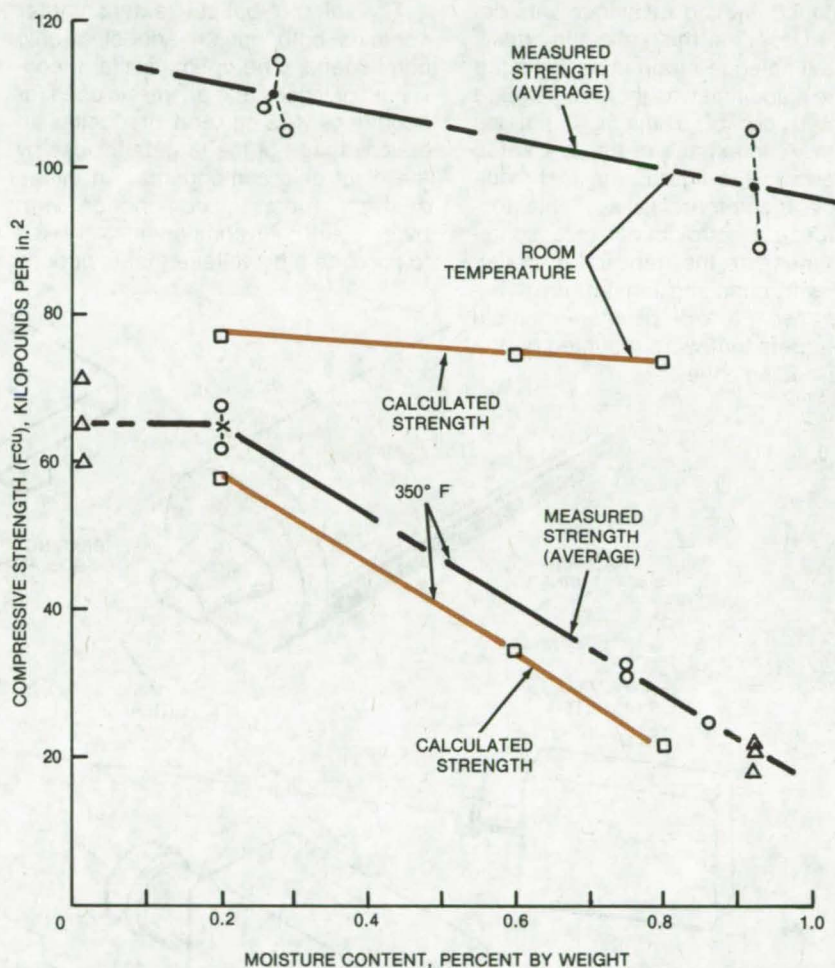 120
100
80
60
40
20
0
0.2
0.4
0.6
0.8
1.0
COMPRESSIVE STRENGTH (Fcu), KILOPOUNDS PER in.2
MOISTURE CONTENT, PERCENT BY WEIGHT
MEASURED
STRENGTH
(AVERAGE)
ROOM
TEMPERATURE
CALCULATED
STRENGTH
350° F
MEASURED
STRENGTH
(AVERAGE)
CALCULATED
STRENGTH